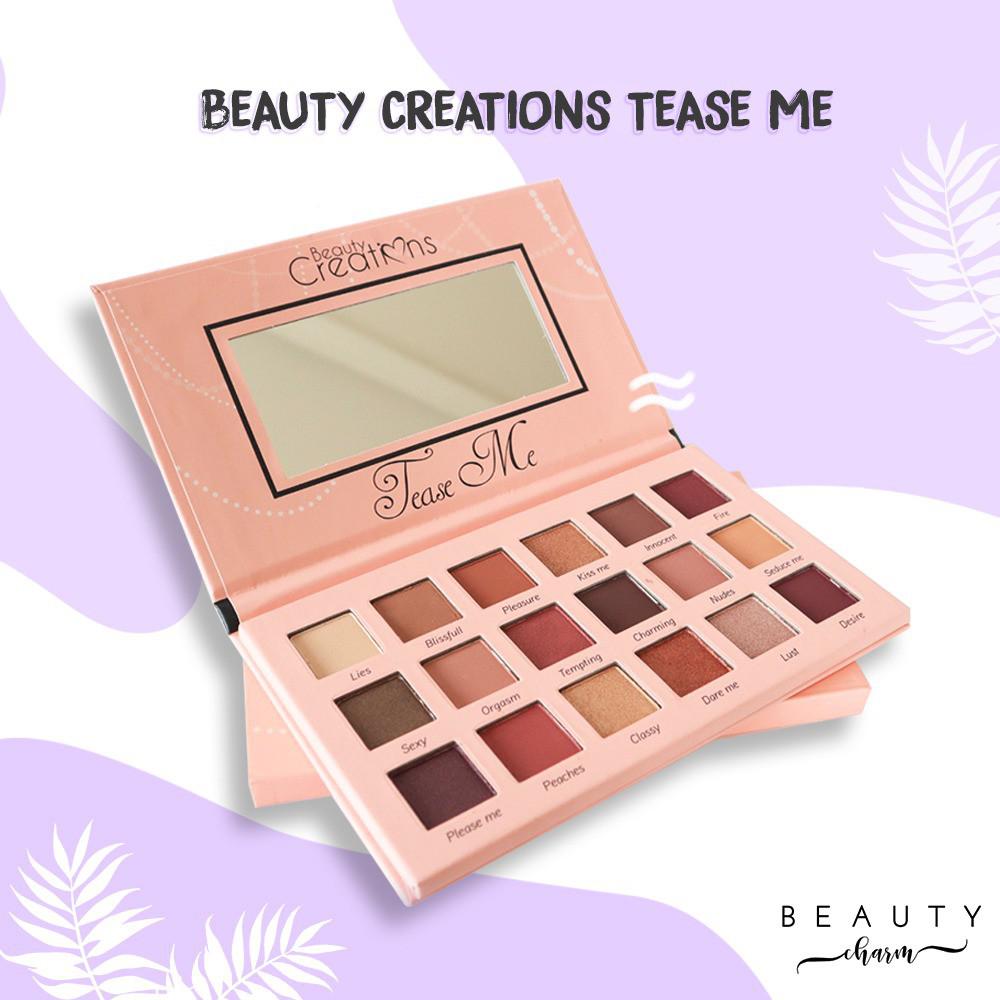 BEAUTY CREATIONS TEASE ME
Beauty
Creations
Tease Me
Lies
Blissfull
Pleasure
Kiss me
Innocent
Fire
Sexy
Orgasm
Tempting
Charming
Nudes
Seduce me
Please me
Peaches
Classy
Dare me
Lust
Desire
BEAUTY
charm